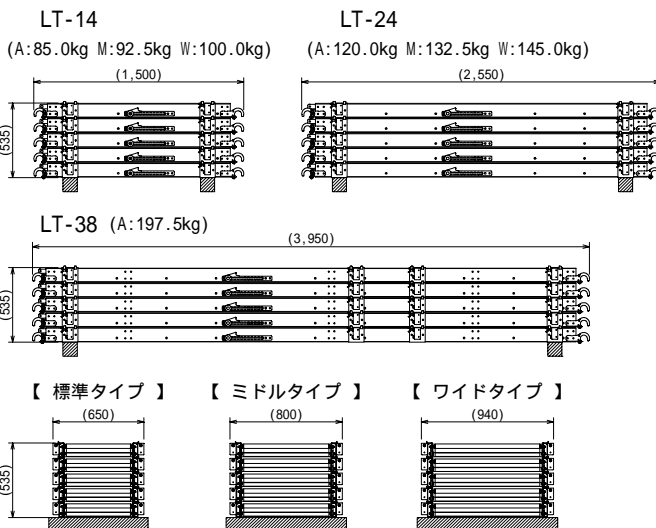 LT-14
(A:85.0kg M:92.5kg W:100.0kg)
(1,500)
(535)
LT-24
(A:120.0kg M:132.5kg W:145.0kg)
(2,550)
LT-38 (A:197.5kg)
(3,950)
(535)
【 標準タイプ 】 【 ミドルタイプ 】 【 ワイドタイプ 】
(650) (800) (940)
(535)